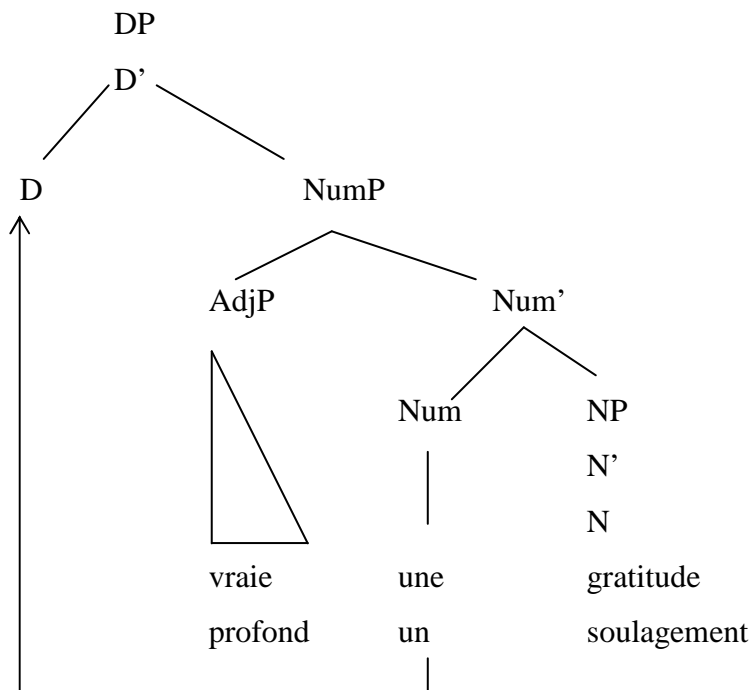 DP
D’
D NumP
AdjP Num’
Num NP
N’
N
vraie une gratitude
profond un soulagement